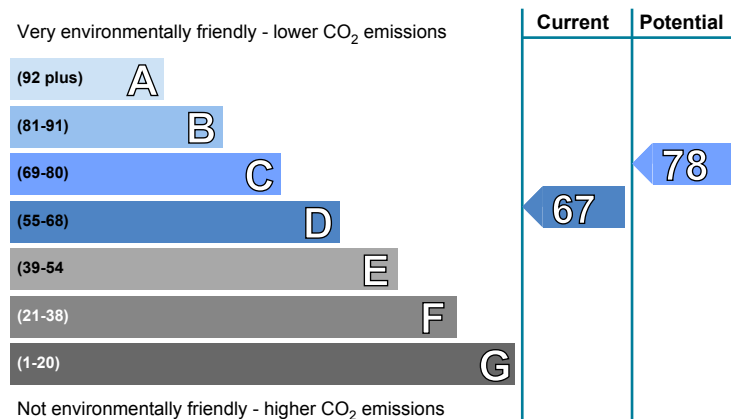 Very environmentally friendly - lower CO₂ emissions
Current
Potential
(92 plus) A
(81-91) B
(69-80) C
78
(55-68) D
67
(39-54 E
(21-38) F
(1-20) G
Not environmentally friendly - higher CO₂ emissions